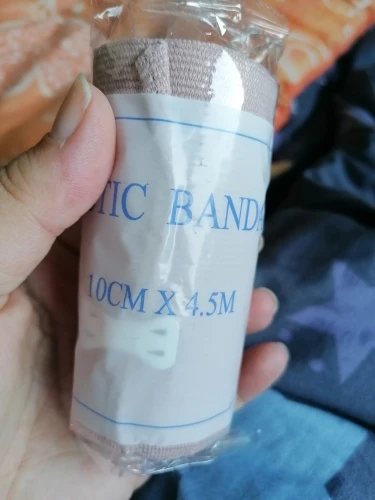 TIC BANDA
10CM X 4.5M